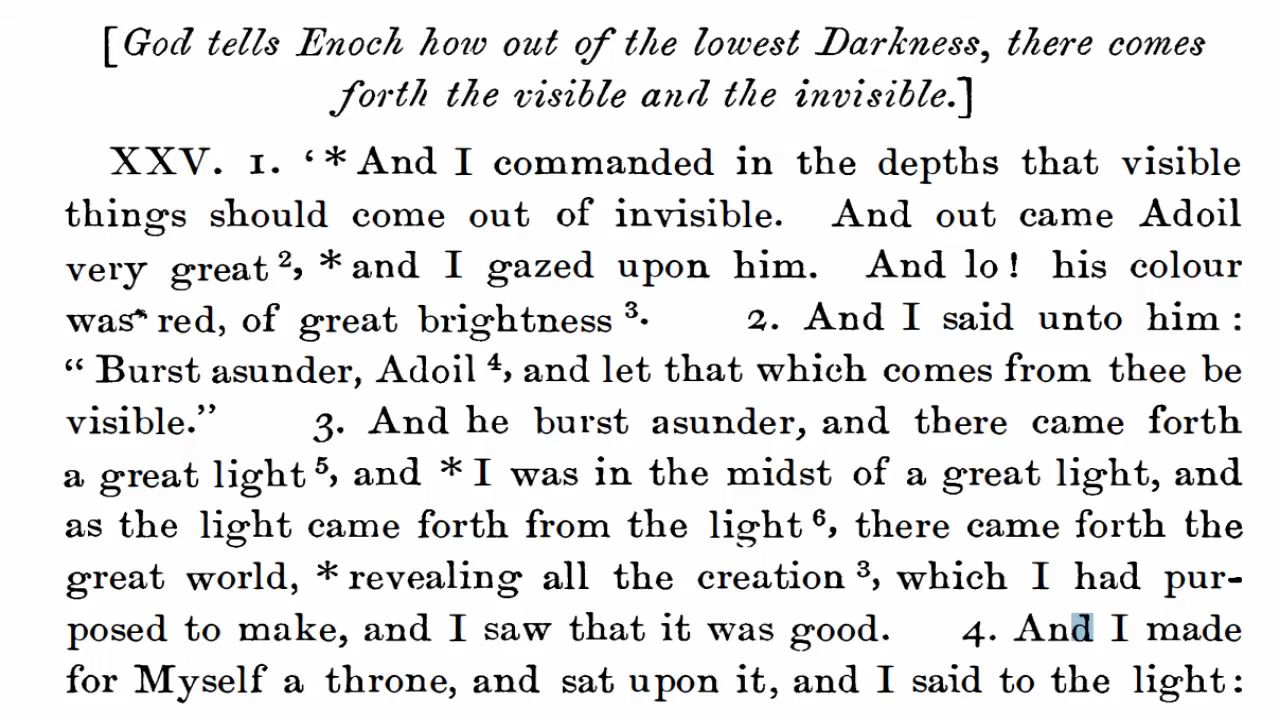 [God tells Enoch how out of the lowest Darkness, there comes
forth the visible and the invisible.]
XXV. 1. ‘* And I commanded in the depths that visible
things should come out of invisible. And out came Adoil
very great ², * and I gazed upon him. And lo! his colour
was* red, of great brightness ³. 2. And I said unto him :
“ Burst asunder, Adoil ⁴, and let that which comes from thee be
visible.” 3. And he burst asunder, and there came forth
a great light ⁵, and * I was in the midst of a great light, and
as the light came forth from the light ⁶, there came forth the
great world, * revealing all the creation ³, which I had pur-
posed to make, and I saw that it was good. 4. And I made
for Myself a throne, and sat upon it, and I said to the light: